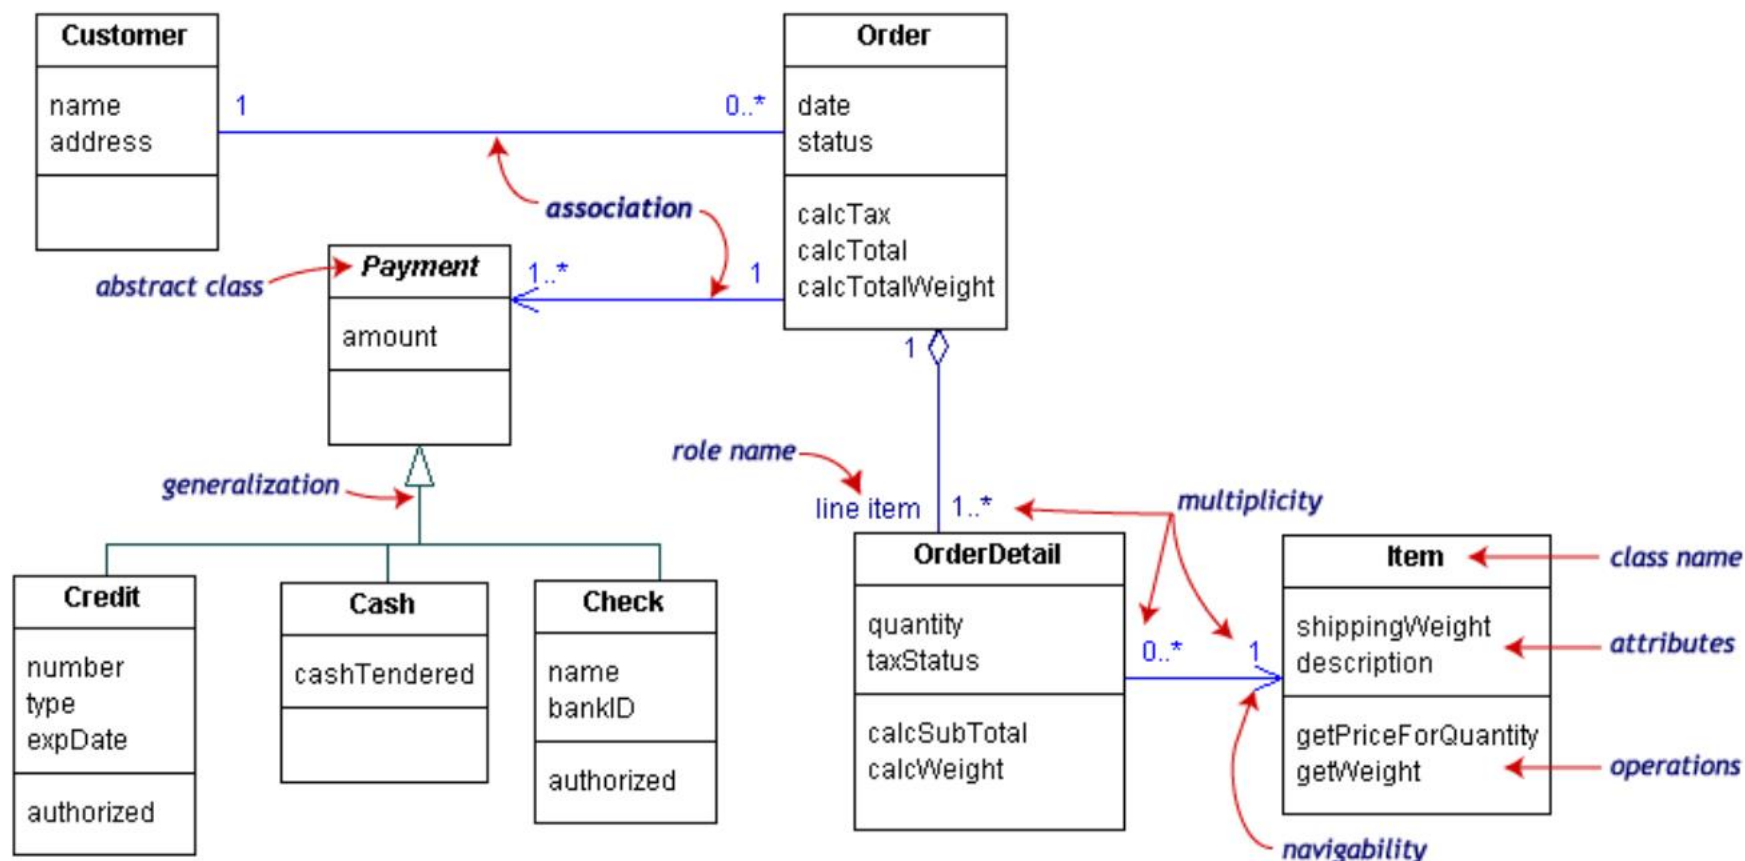 Customer
name
address
1
0..*
Order
date
status
calcTax
calcTotal
calcTotalWeight
association
abstract class
Payment
amount
1..*
1
1
generalization
role name
line item
1..*
multiplicity
Credit
number
type
expDate
authorized
Cash
cashTendered
Check
name
bankID
authorized
OrderDetail
quantity
taxStatus
calcSubTotal
calcWeight
0..*
1
Item
shippingWeight
description
getPriceForQuantity
getWeight
class name
attributes
operations
navigability